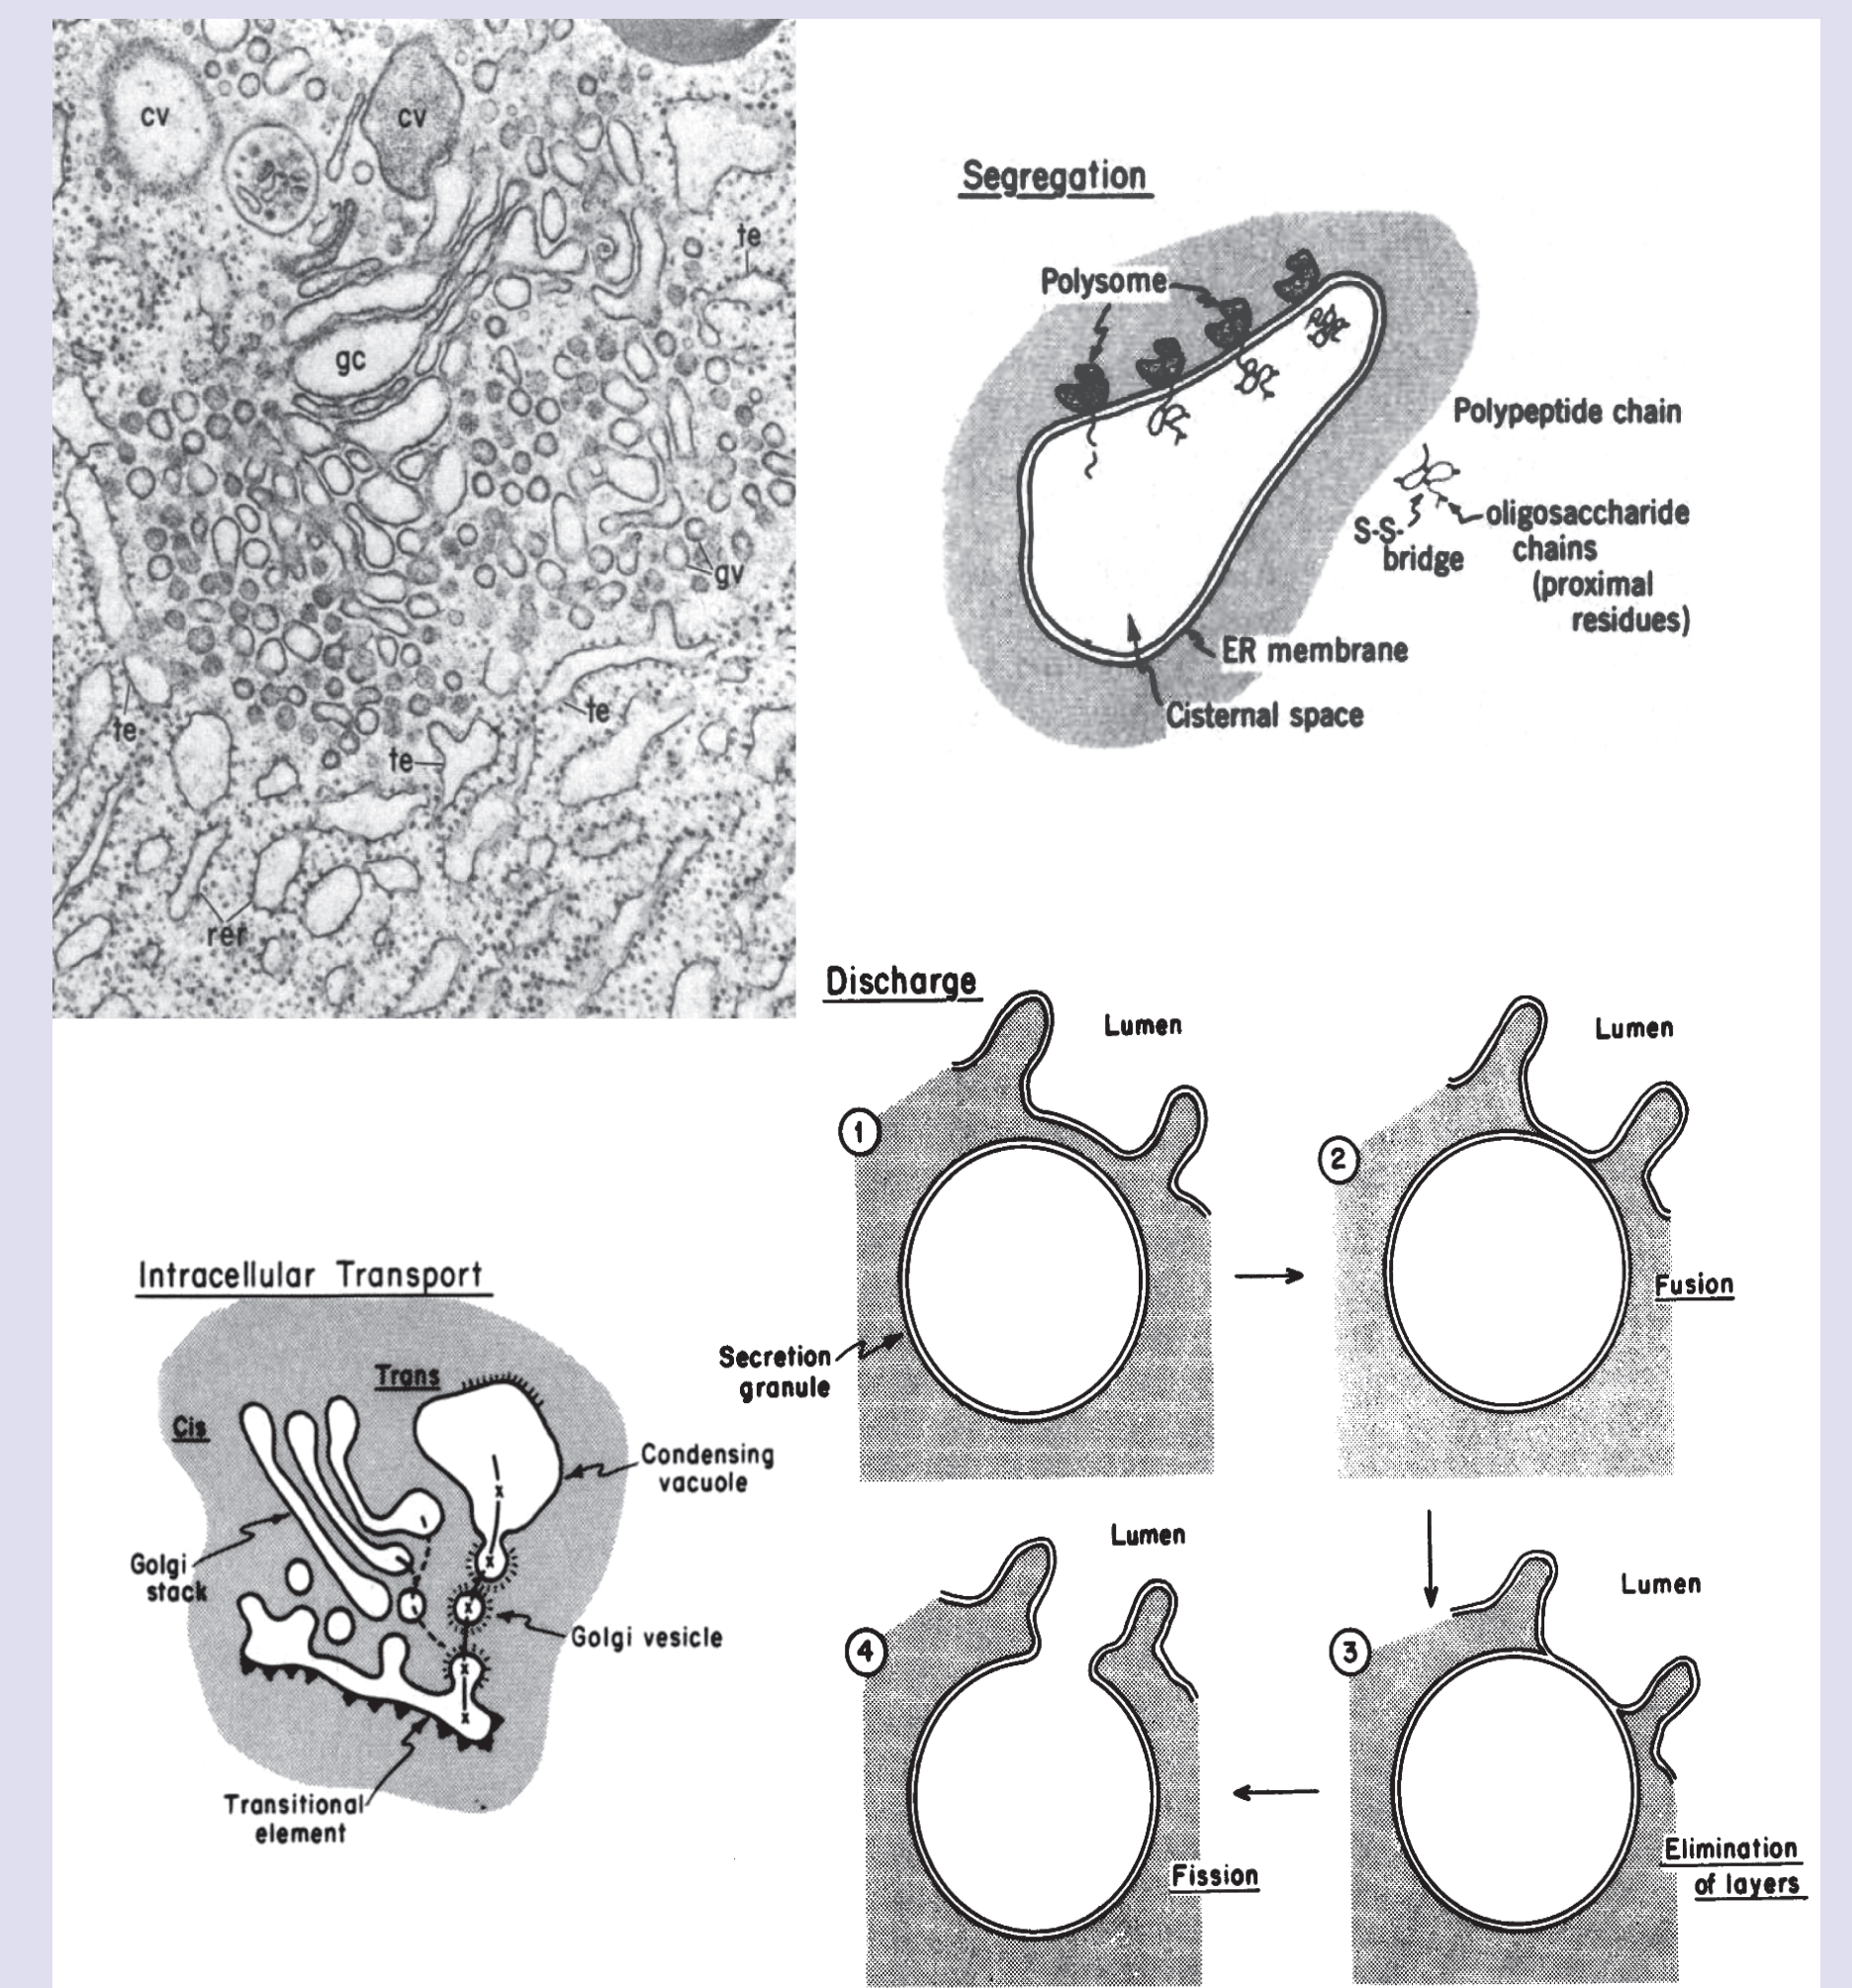 cv
cv
te
gc
gv
te
te
te
rer
Segregation
Polysome
Polypeptide chain
S-S-
bridge
oligosaccharide
chains
(proximal
residues)
ER membrane
Cisternal space
Intracellular Transport
Trans
Cis
Condensing
vacuole
Golgi
stack
Golgi vesicle
Transitional
element
x
x
x
x
x
Discharge
Lumen
1
Secretion
granule
Lumen
2
Fusion
Lumen
3
Elimination
of layers
Lumen
4
Fission